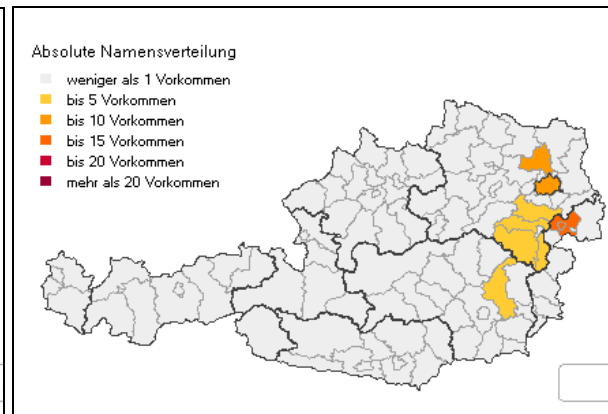 Absolute Namensverteilung
weniger als 1 Vorkommen
bis 5 Vorkommen
bis 10 Vorkommen
bis 15 Vorkommen
bis 20 Vorkommen
mehr als 20 Vorkommen